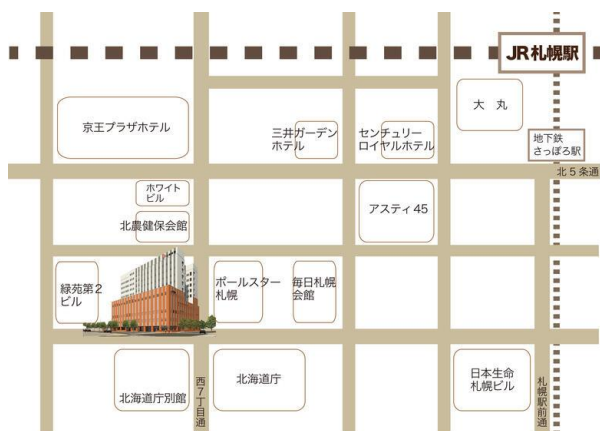 JR札幌駅
大 丸
京王プラザホテル
三井ガーデン
ホテル
センチュリー
ロイヤルホテル
地下鉄
さっぽろ駅
北5条通
ホワイト
ビル
アスティ45
北農健保会館
緑苑第2
ビル
ポールスター
札幌
毎日札幌
会館
北海道庁別館
西7丁目通
北海道庁
日本生命
札幌ビル
札幌駅前通